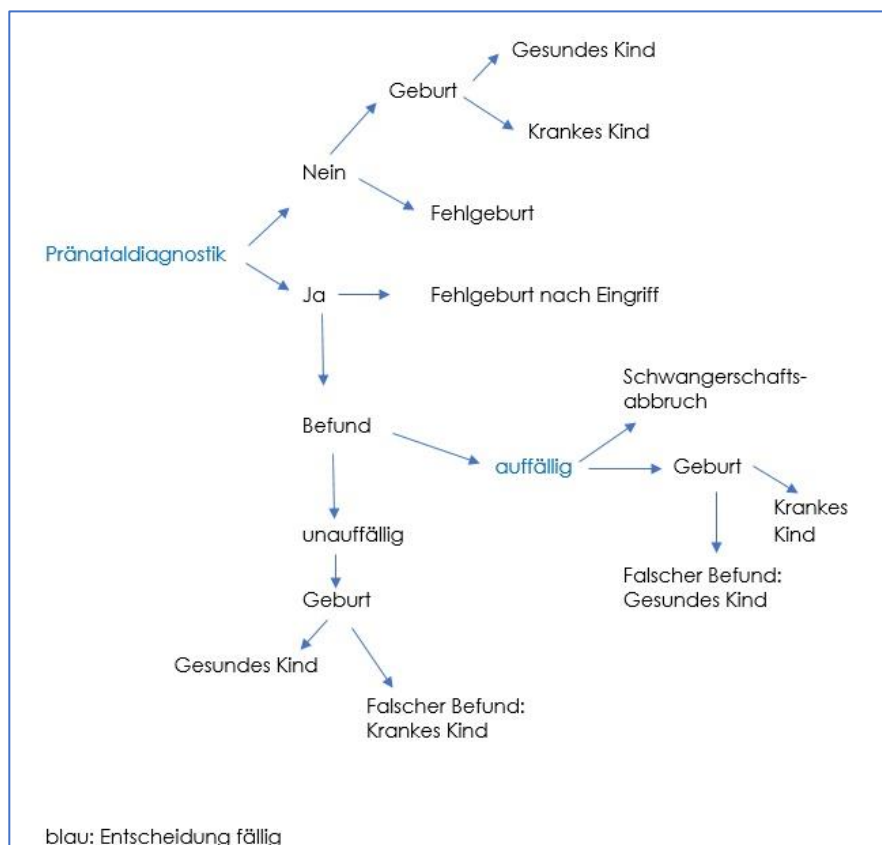 Gesundes Kind
Geburt
Krankes Kind
Nein
Fehlgeburt
Pränataldiagnostik
Ja
Fehlgeburt nach Eingriff
Schwangerschafts-
abbruch
Befund
auffällig
Geburt
Krankes
Kind
unauffällig
Falscher Befund:
Gesundes Kind
Geburt
Gesundes Kind
Falscher Befund:
Krankes Kind
blau: Entscheidung fällig